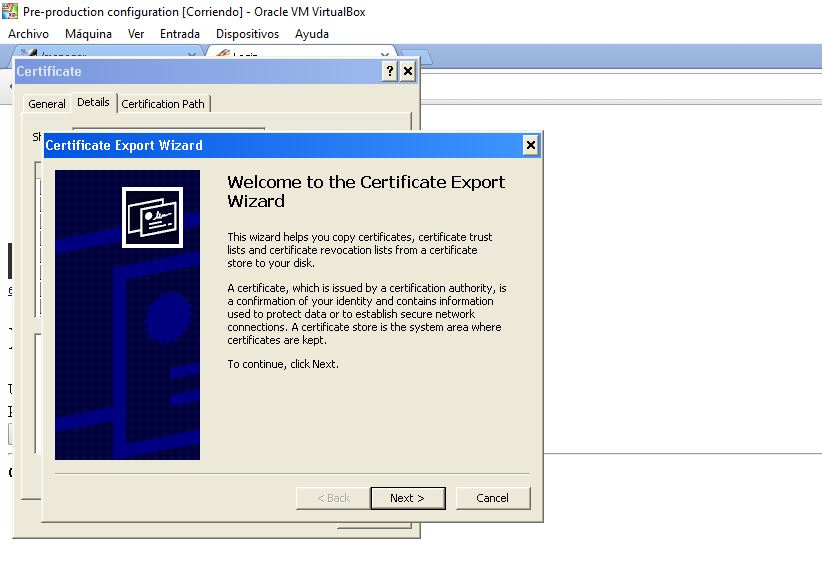 Pre-production configuration [Corriendo] - Oracle VM VirtualBox
Archivo Máquina Ver Entrada Dispositivos Ayuda
Certificate
General Details Certification Path
Certificate Export Wizard
Welcome to the Certificate Export
Wizard
This wizard helps you copy certificates, certificate trust
lists and certificate revocation lists from a certificate
store to your disk.
A certificate, which is issued by a certification authority, is
a confirmation of your identity and contains information
used to protect data or to establish secure network
connections. A certificate store is the system area where
certificates are kept.
To continue, click Next.
< Back Next > Cancel